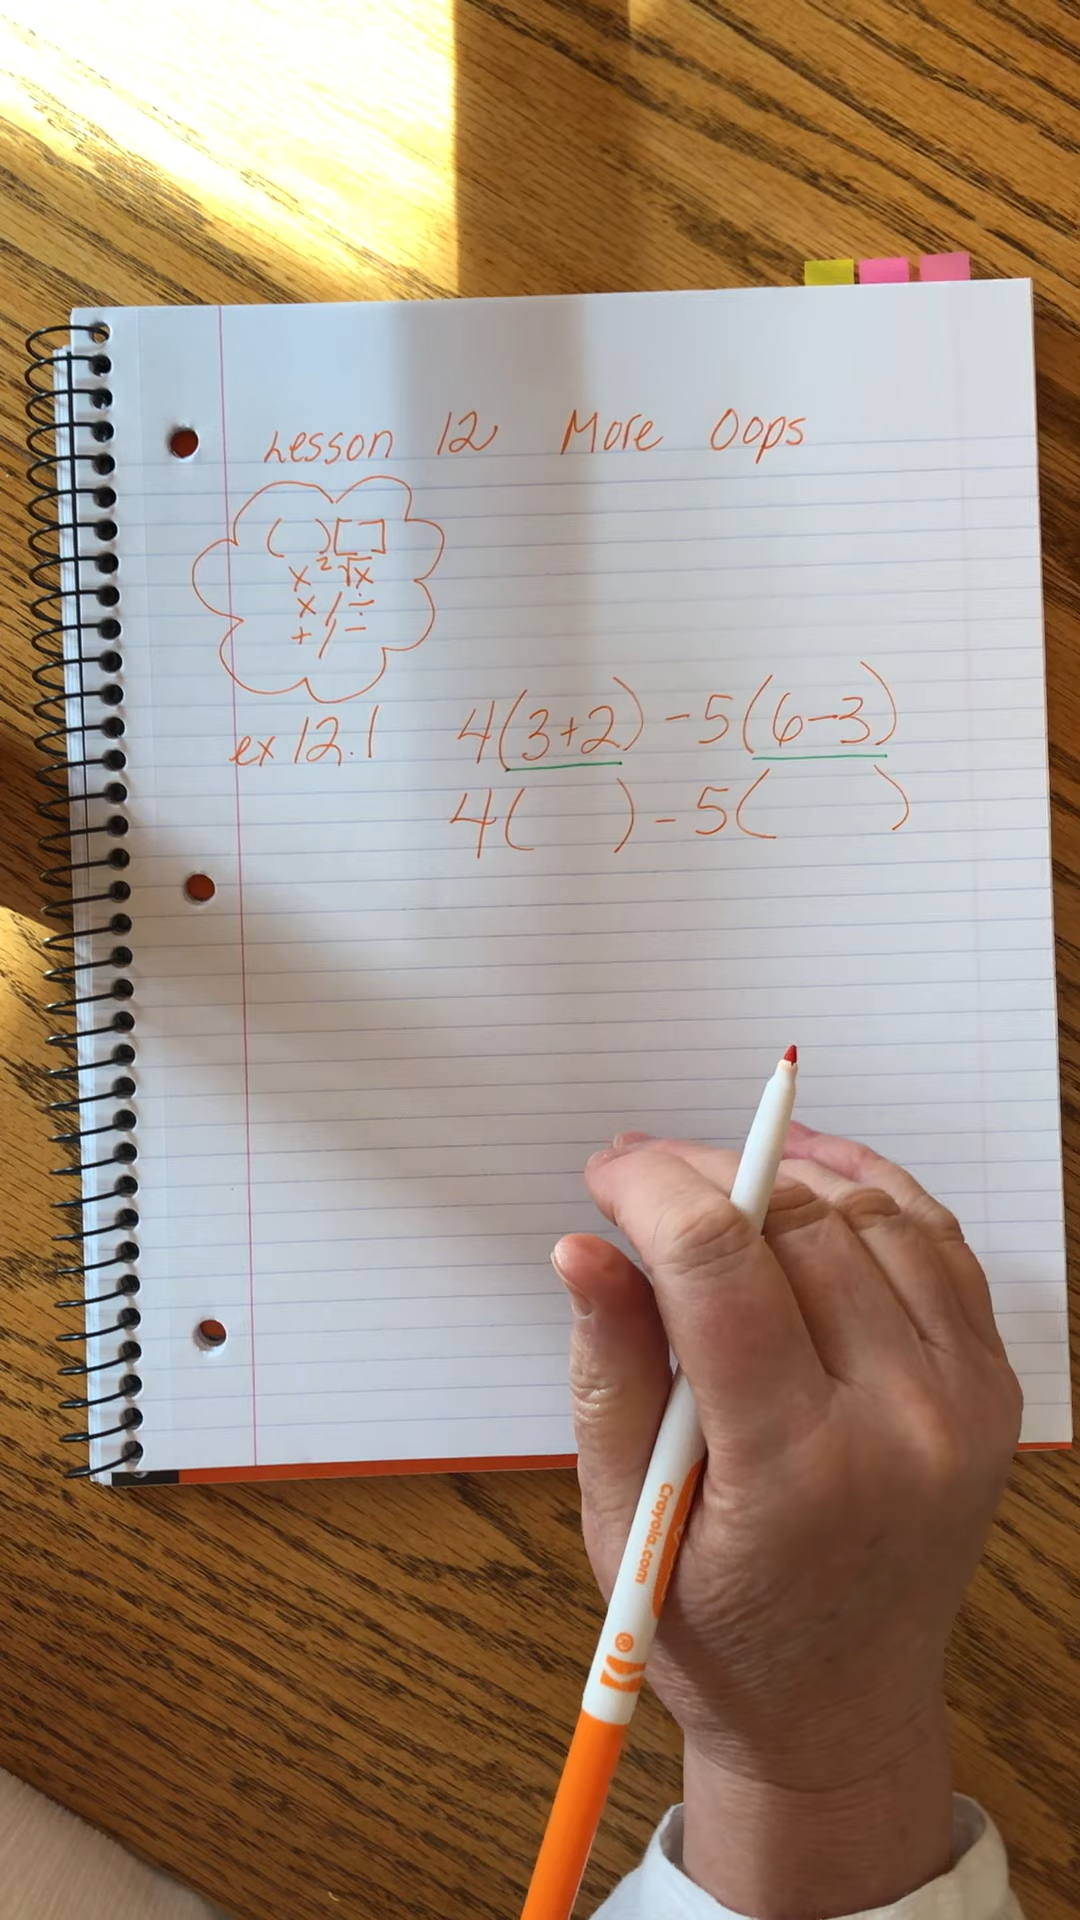 Lesson 12 More Oops
( ) [ ]
x² √x
× / ÷
+ / −
ex 12.1 4(3+2) - 5(6-3)
4( ) - 5( )
Crayola.com
®